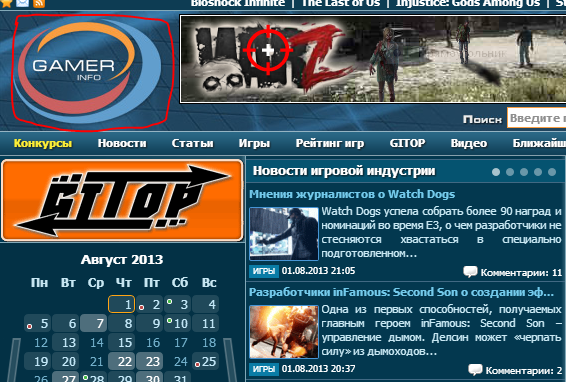 Bioshock Infinite | The Last of Us | Injustice: Gods Among Us |
GAMER
INFO
Поиск Введите
Конкурсы Новости Статьи Игры Рейтинг игр GITOP Видео Ближайш
GITOP
Новости игровой индустрии
Мнения журналистов о Watch Dogs
Watch Dogs успела собрать более 90 наград и
номинаций во время E3, о чем разработчики не
стесняются хвастаться в специально
подготовленном...
ИГРЫ 01.08.2013 21:05 Комментарии: 11
Разработчики inFamous: Second Son о создании эф...
Одна из первых способностей, получаемых
главным героем inFamous: Second Son –
управление дымом. Делсин может «черпать
силу» из дымоходов...
ИГРЫ 01.08.2013 20:37 Комментарии: 2
Август 2013
Пн Вт Ср Чт Пт Сб Вс
1 2 3 4
5 6 7 8 9 10 11
12 13 14 15 16 17 18
19 20 21 22 23 24 25
26 27 28 29 30 31